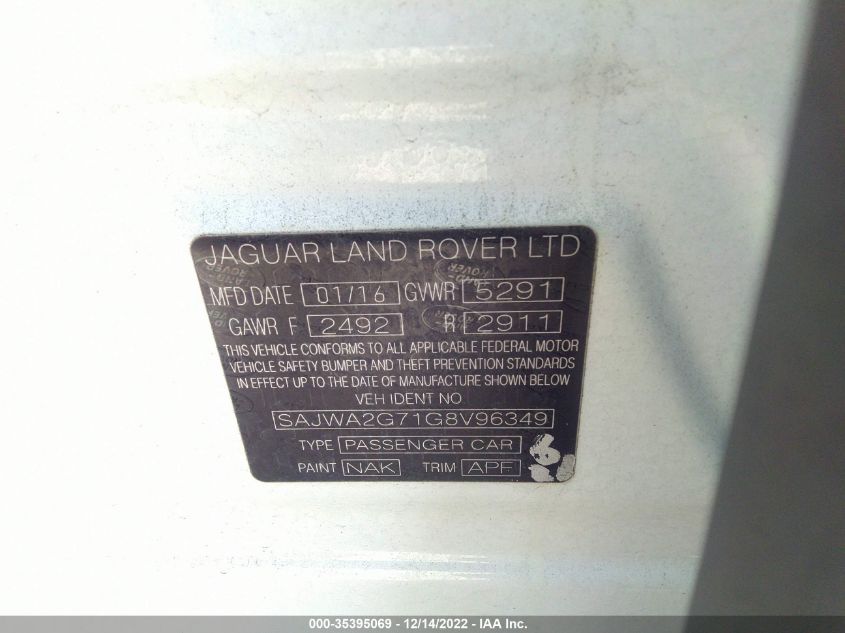 JAGUAR LAND ROVER LTD
MFD DATE 01/16 GVWR 5291
GAWR F 2492 R 2911
THIS VEHICLE CONFORMS TO ALL APPLICABLE FEDERAL MOTOR
VEHICLE SAFETY BUMPER AND THEFT PREVENTION STANDARDS
IN EFFECT UP TO THE DATE OF MANUFACTURE SHOWN BELOW
VEH IDENT NO
SAJWA2G71G8V96349
TYPE PASSENGER CAR
PAINT NAK TRIM APF
000-35395069 - 12/14/2022 - IAA Inc.